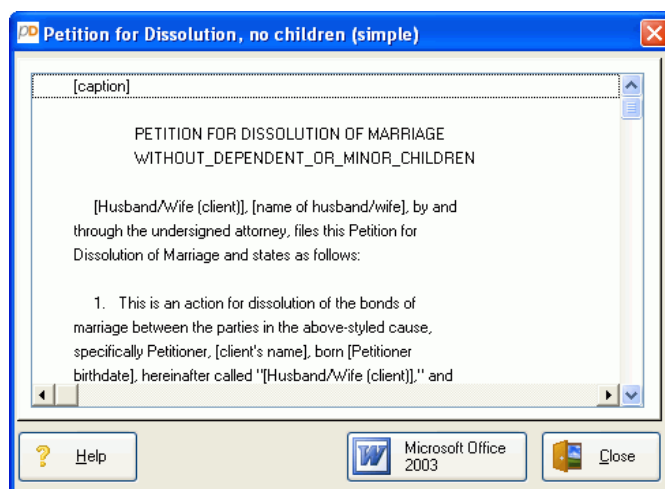 PD Petition for Dissolution, no children (simple)
[caption]
PETITION FOR DISSOLUTION OF MARRIAGE
WITHOUT_DEPENDENT_OR_MINOR_CHILDREN
[Husband/Wife (client)], [name of husband/wife], by and
through the undersigned attorney, files this Petition for
Dissolution of Marriage and states as follows:
1. This is an action for dissolution of the bonds of
marriage between the parties in the above-styled cause,
specifically Petitioner, [client's name], born [Petitioner
birthdate], hereinafter called "[Husband/Wife (client)]," and
? Help
W Microsoft Office
2003
Close